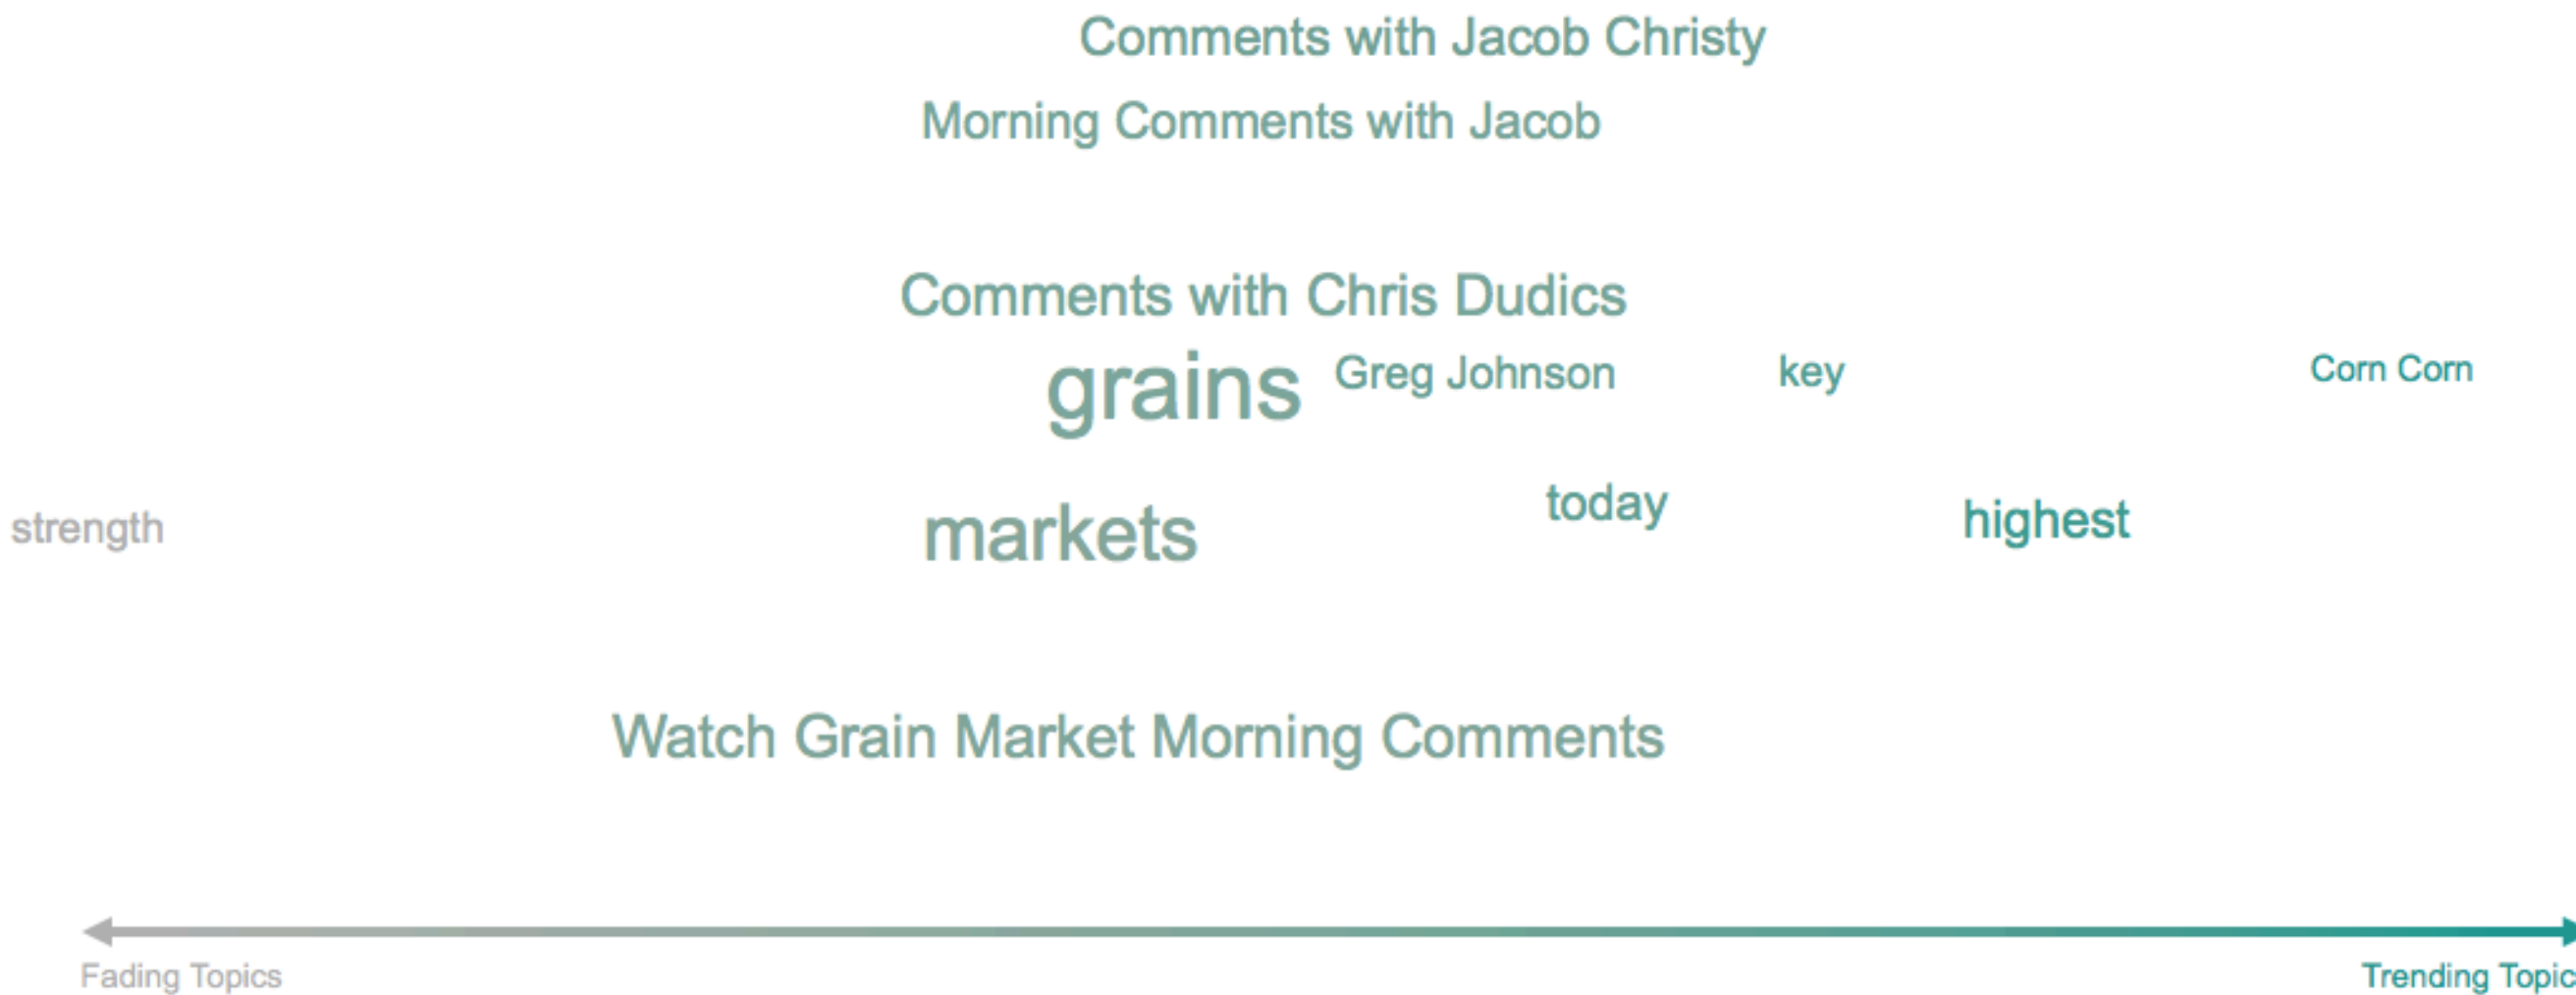 Comments with Jacob Christy
Morning Comments with Jacob
Comments with Chris Dudics
grains Greg Johnson key Corn Corn
strength markets today highest
Watch Grain Market Morning Comments
Fading Topics Trending Topic